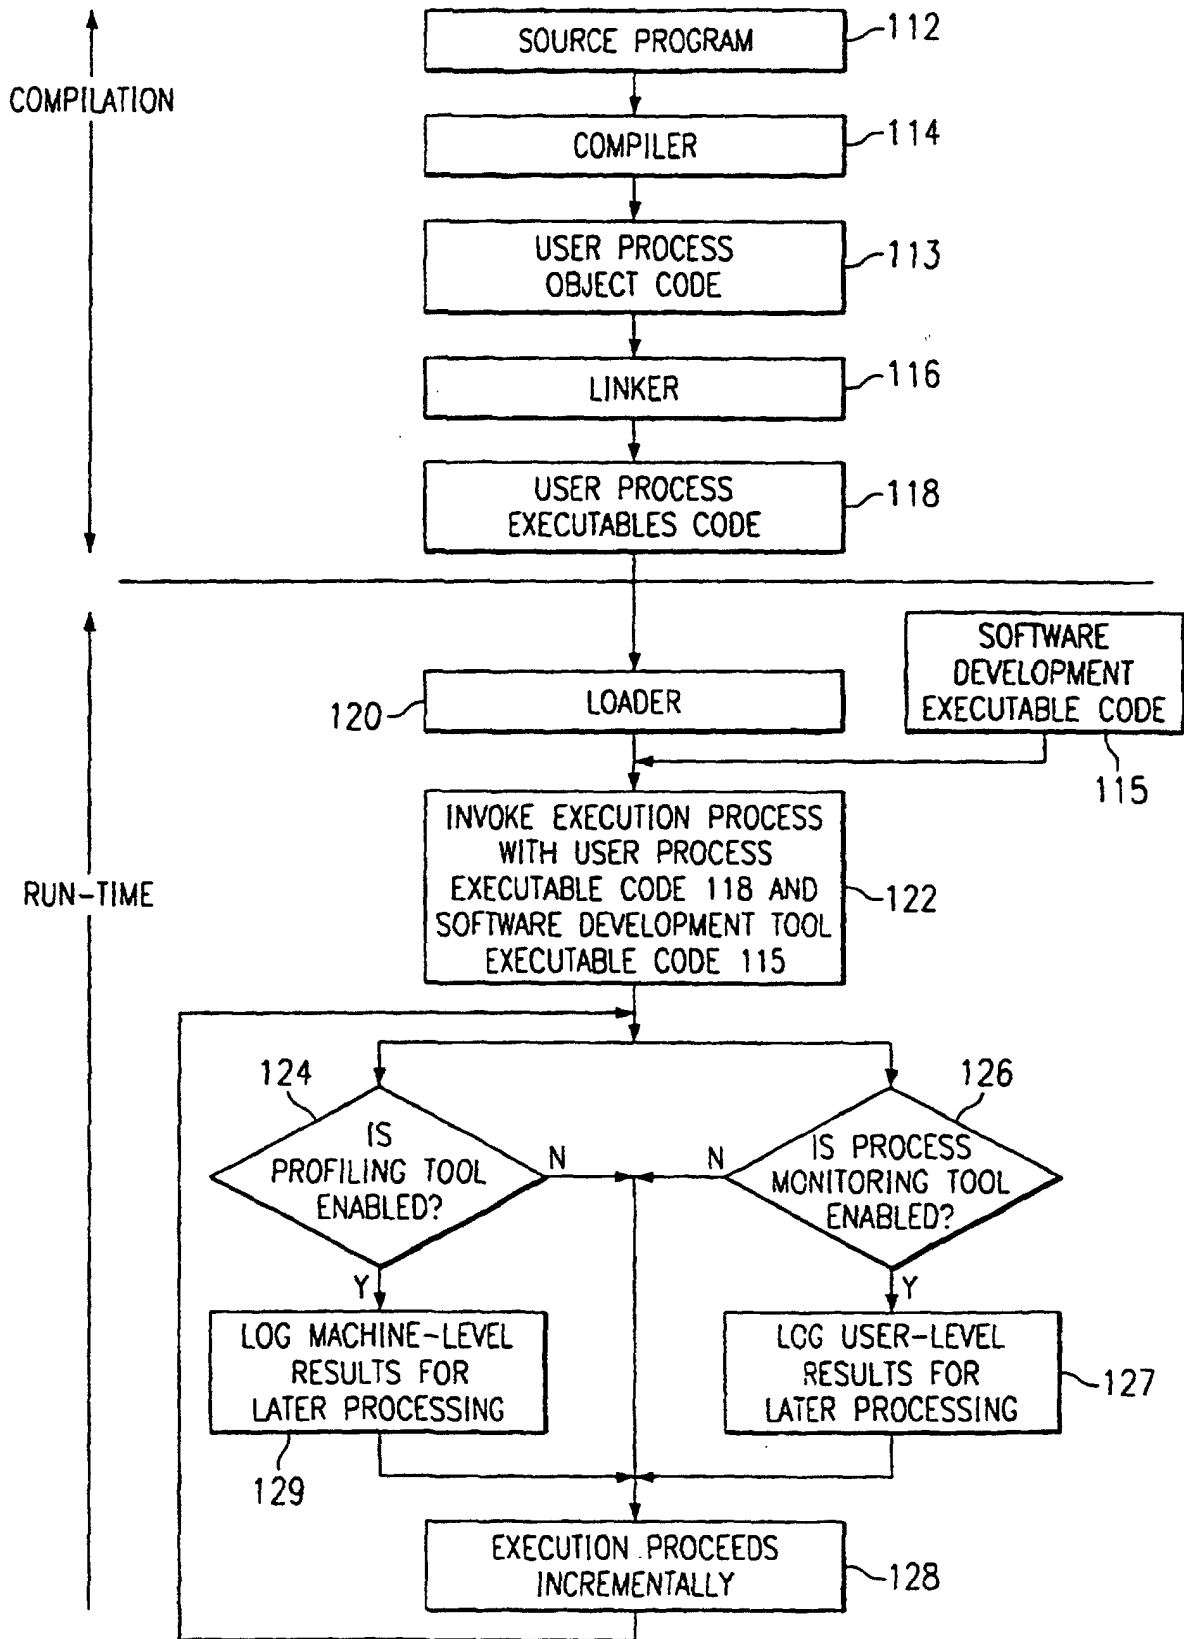 SOURCE PROGRAM
112
COMPILATION
COMPILER
114
USER PROCESS
OBJECT CODE
113
LINKER
116
USER PROCESS
EXECUTABLES CODE
118
RUN-TIME
LOADER
120
SOFTWARE
DEVELOPMENT
EXECUTABLE CODE
115
INVOKE EXECUTION PROCESS
WITH USER PROCESS
EXECUTABLE CODE 118 AND
SOFTWARE DEVELOPMENT TOOL
EXECUTABLE CODE 115
122
124
IS
PROFILING TOOL
ENABLED?
N
Y
126
IS PROCESS
MONITORING TOOL
ENABLED?
N
Y
LOG MACHINE-LEVEL
RESULTS FOR
LATER PROCESSING
129
LOG USER-LEVEL
RESULTS FOR
LATER PROCESSING
127
EXECUTION PROCEEDS
INCREMENTALLY
128